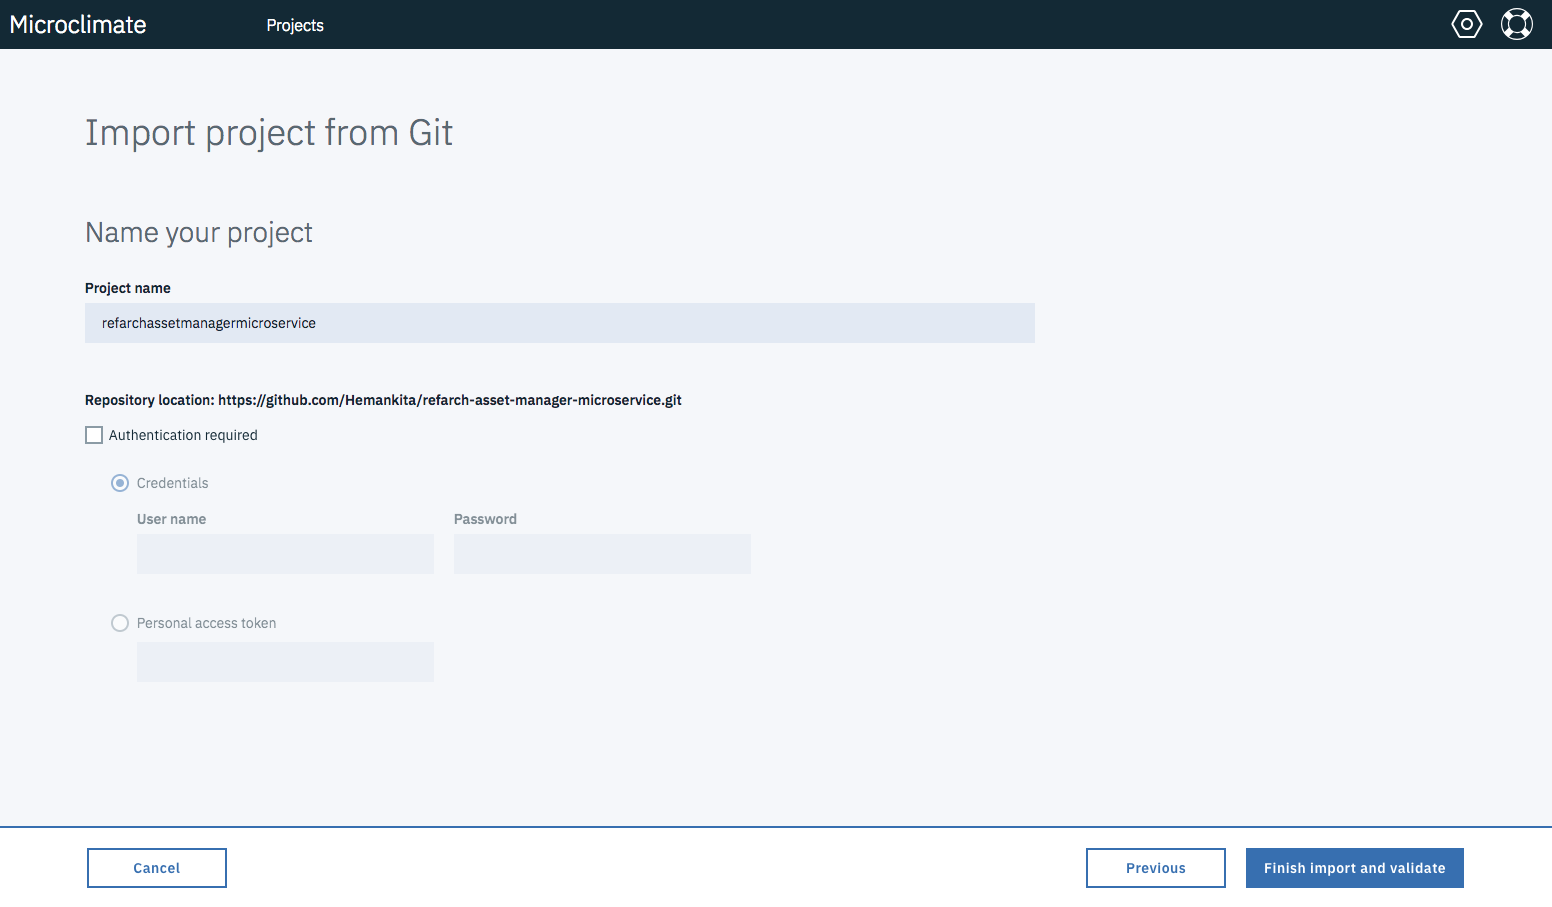 Microclimate Projects
Import project from Git
Name your project
Project name
refarchassetmanagermicroservice
Repository location: https://github.com/Hemankita/refarch-asset-manager-microservice.git
Authentication required
Credentials
User name Password
Personal access token
Cancel Previous Finish import and validate